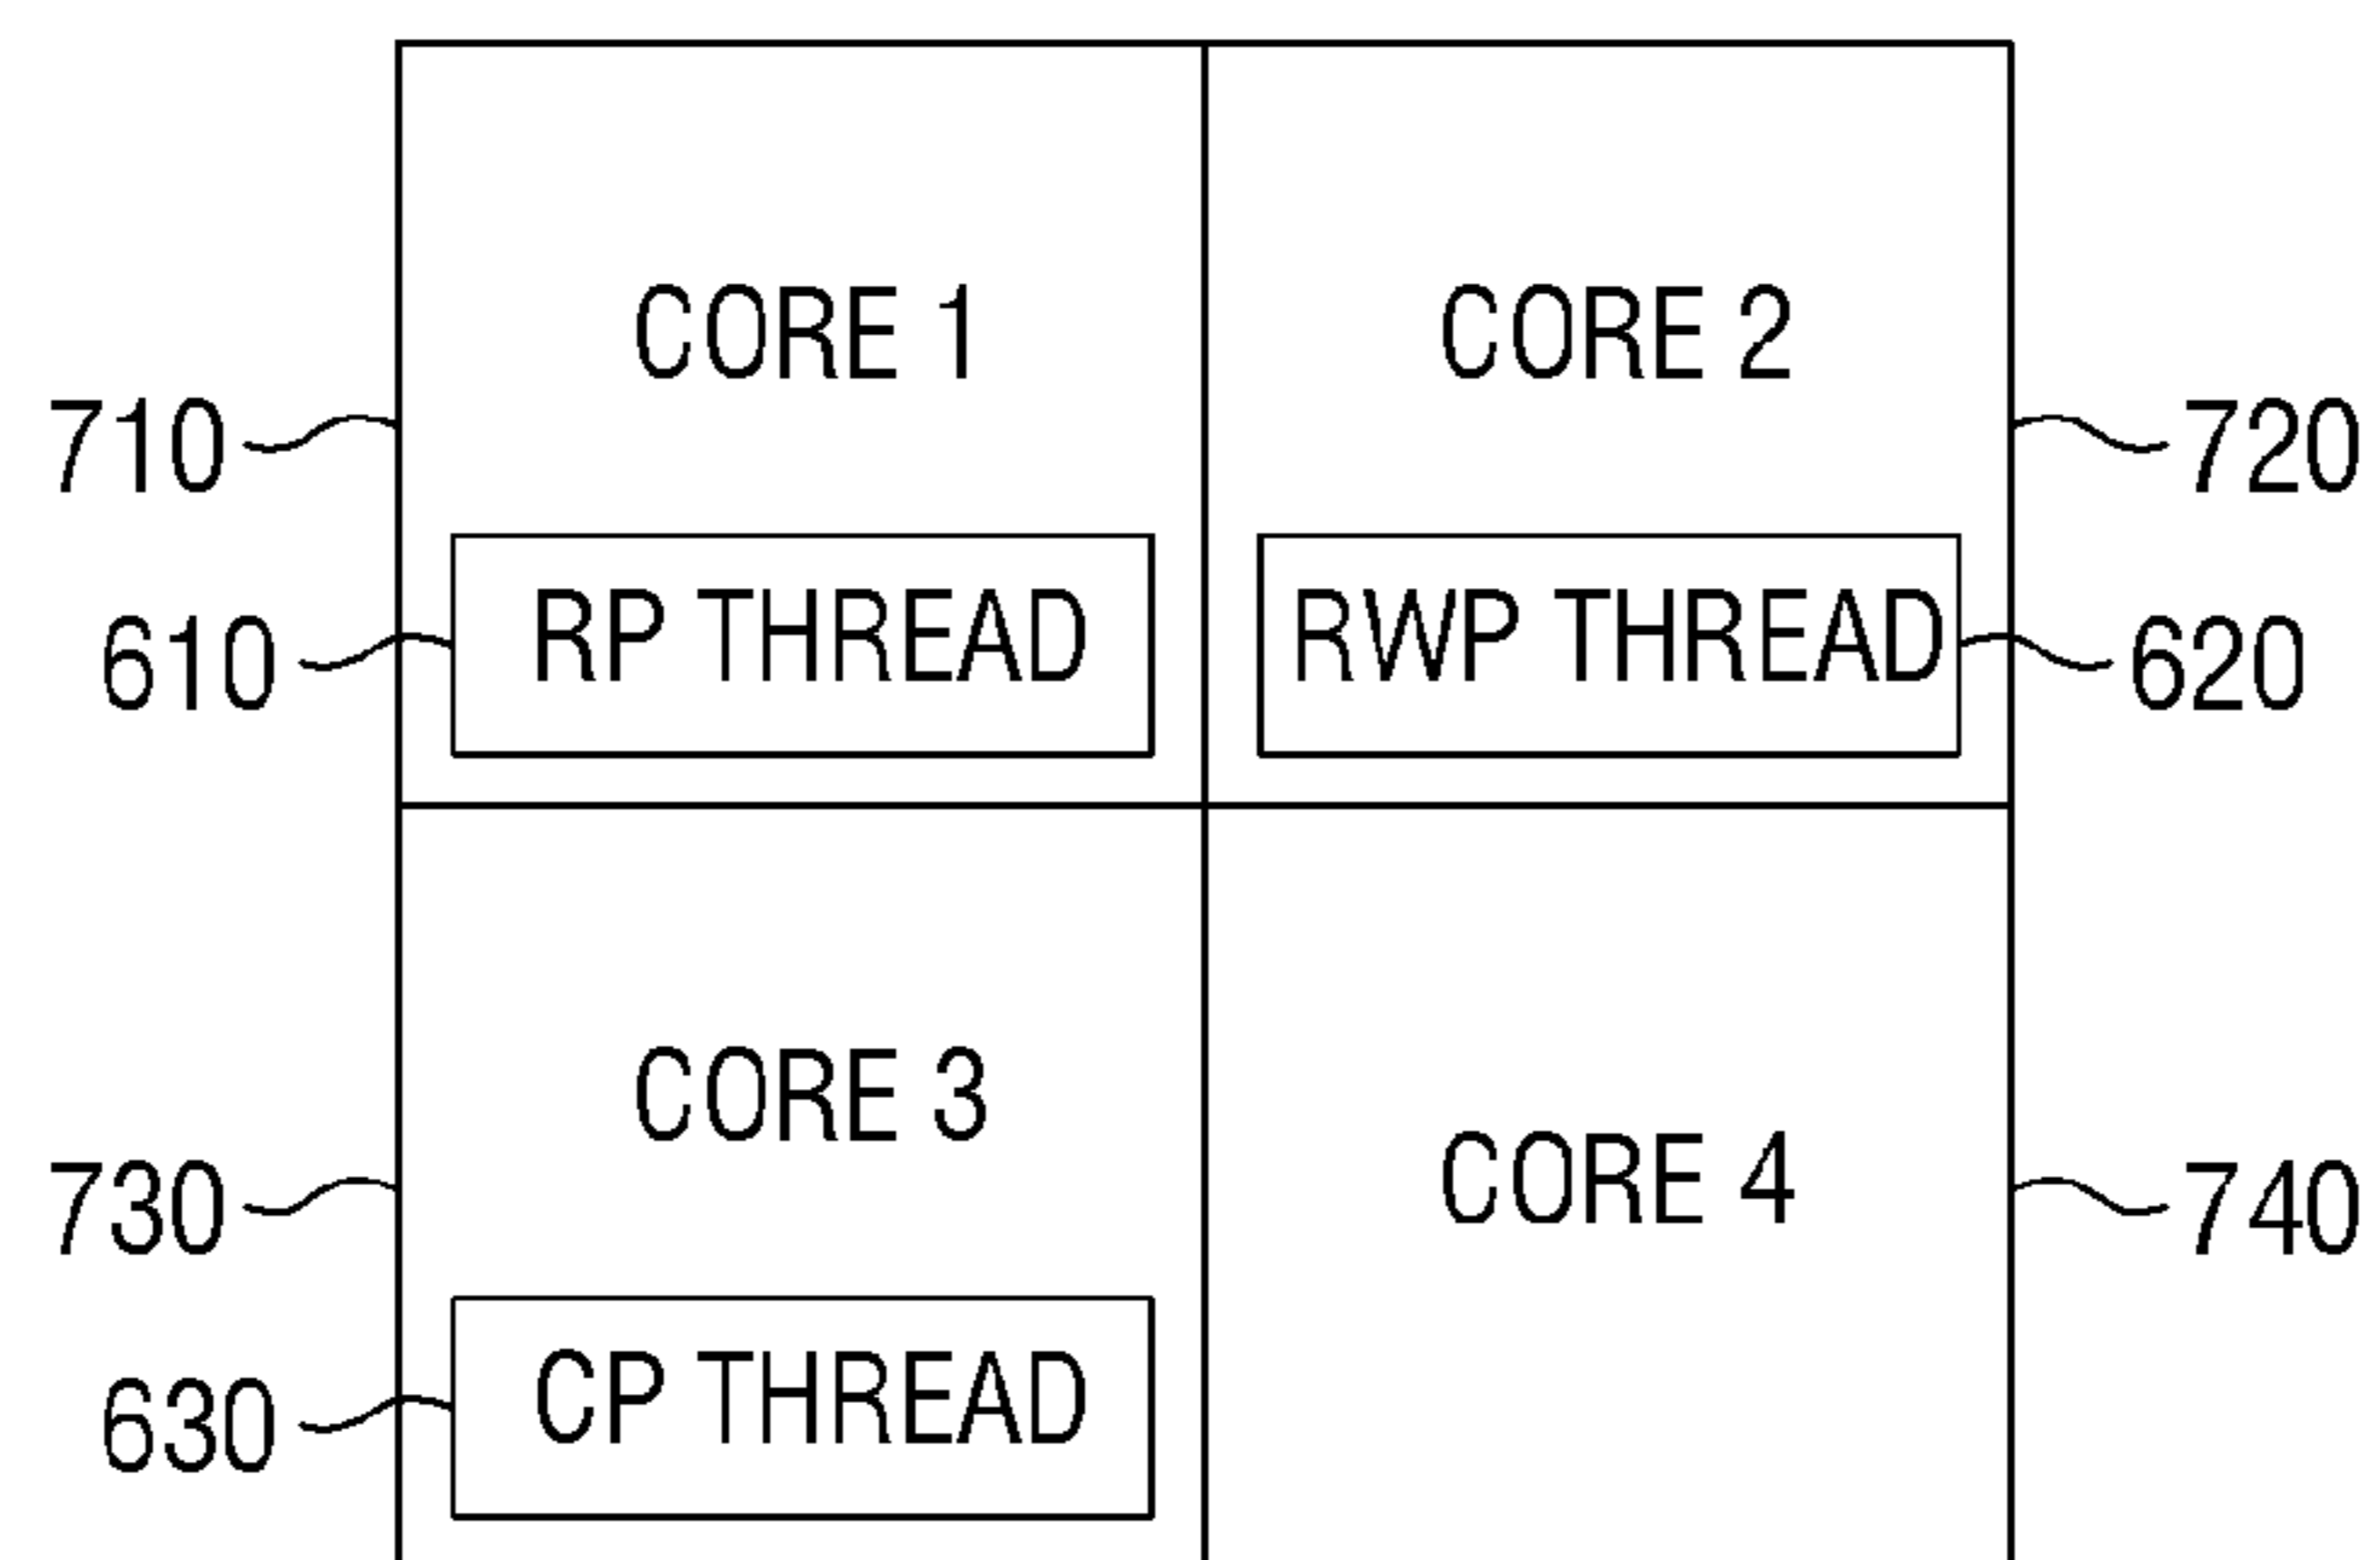 CORE 1
CORE 2
710
720
RP THREAD
RWP THREAD
610
620
CORE 3
CORE 4
730
740
CP THREAD
630